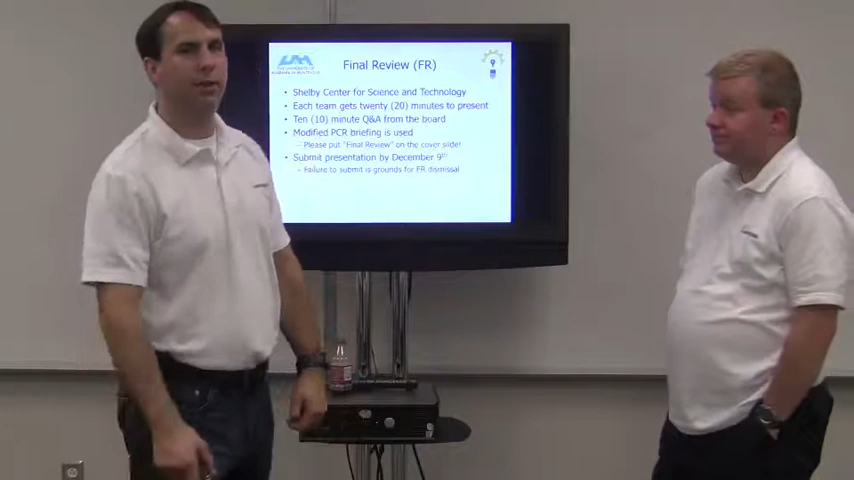 Final Review (FR)
• Shelby Center for Science and Technology
• Each team gets twenty (20) minutes to present
• Ten (10) minute Q&A from the board
• Modified PCR briefing is used
– Please put "Final Review" on the cover slide!
• Submit presentation by December 9th
– Failure to submit is grounds for FR dismissal